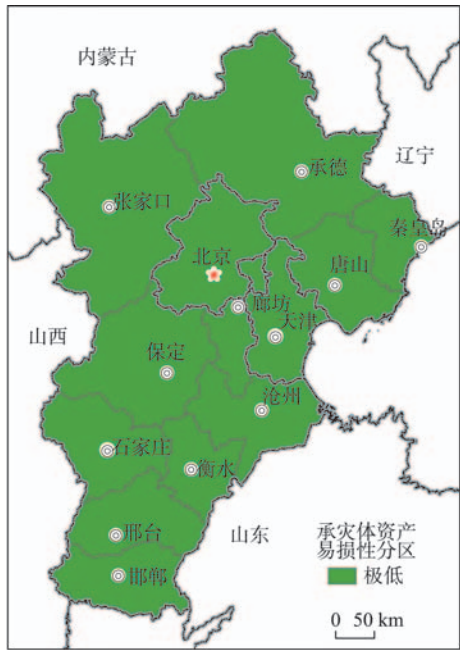 内蒙古
辽宁
承德
张家口
秦皇岛
北京
唐山
廊坊
天津
山西
保定
沧州
石家庄
衡水
山东
邢台
邯郸
承灾体资产
易损性分区
极低
0 50 km